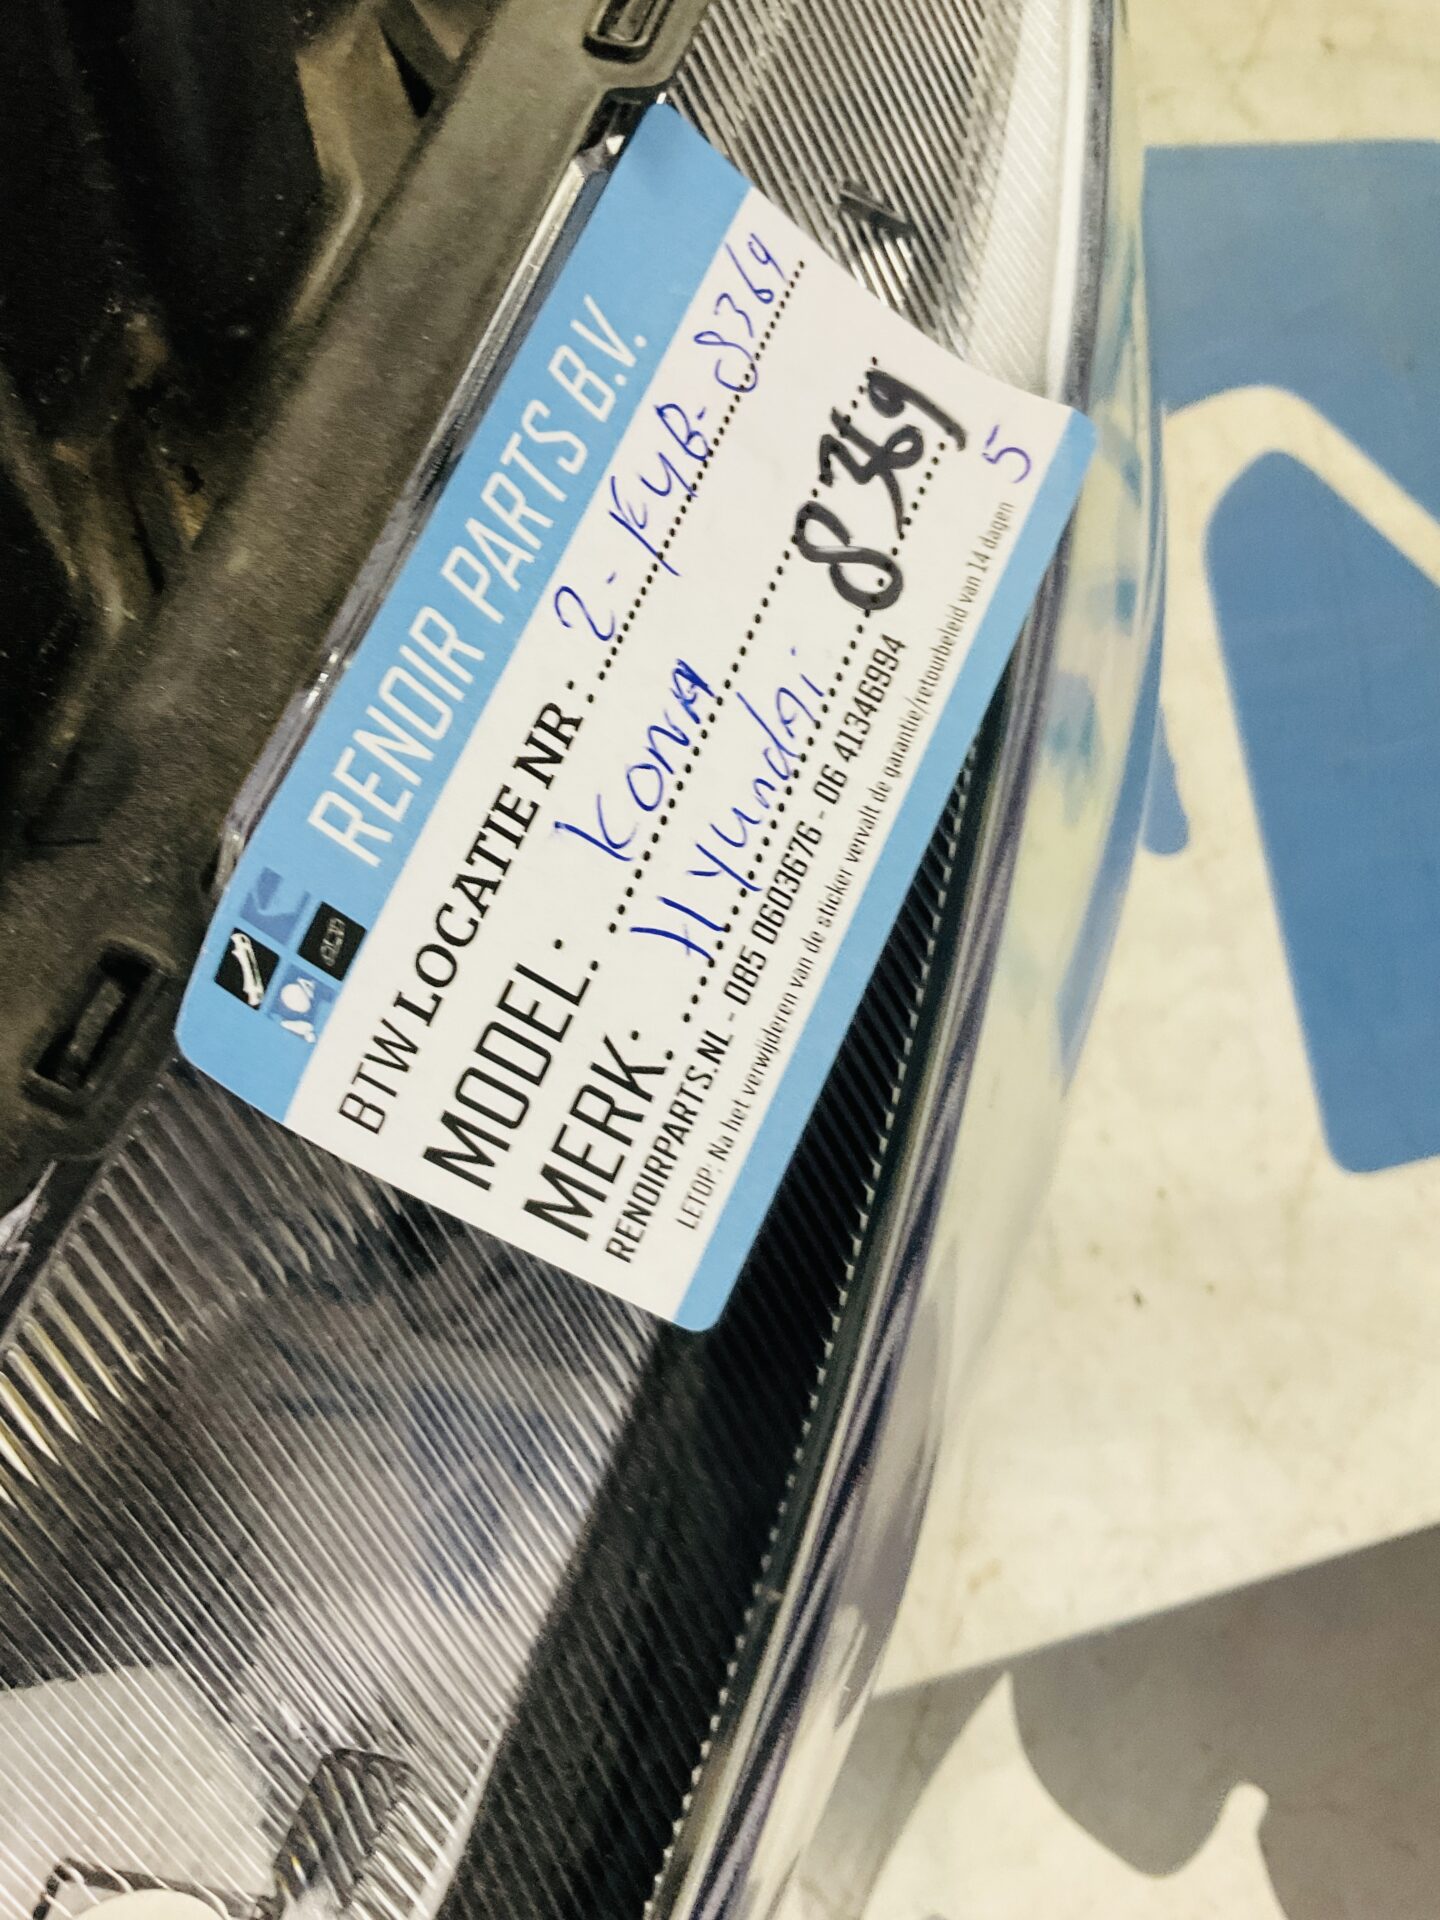 RENOIR PARTS B.V.
BTW LOCATIE NR: 2-KYB-8369
MODEL: KONA
8369
MERK: HYundai
RENOIRPARTS.NL - 085 0603676 - 06 41346994
LETOP: Na het verwijderen van de sticker vervalt de garantie/retourbeleid van 14 dagen
5